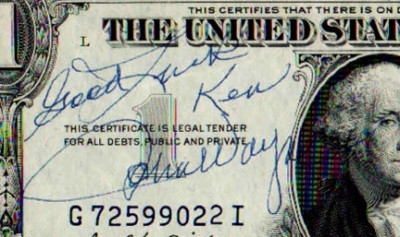 THIS CERTIFIES THAT THERE IS ON
L
THE UNITED STAT
Good Luck
Ken
1
THIS CERTIFICATE IS LEGAL TENDER
FOR ALL DEBTS, PUBLIC AND PRIVATE
John Wayne
G 72599022 I